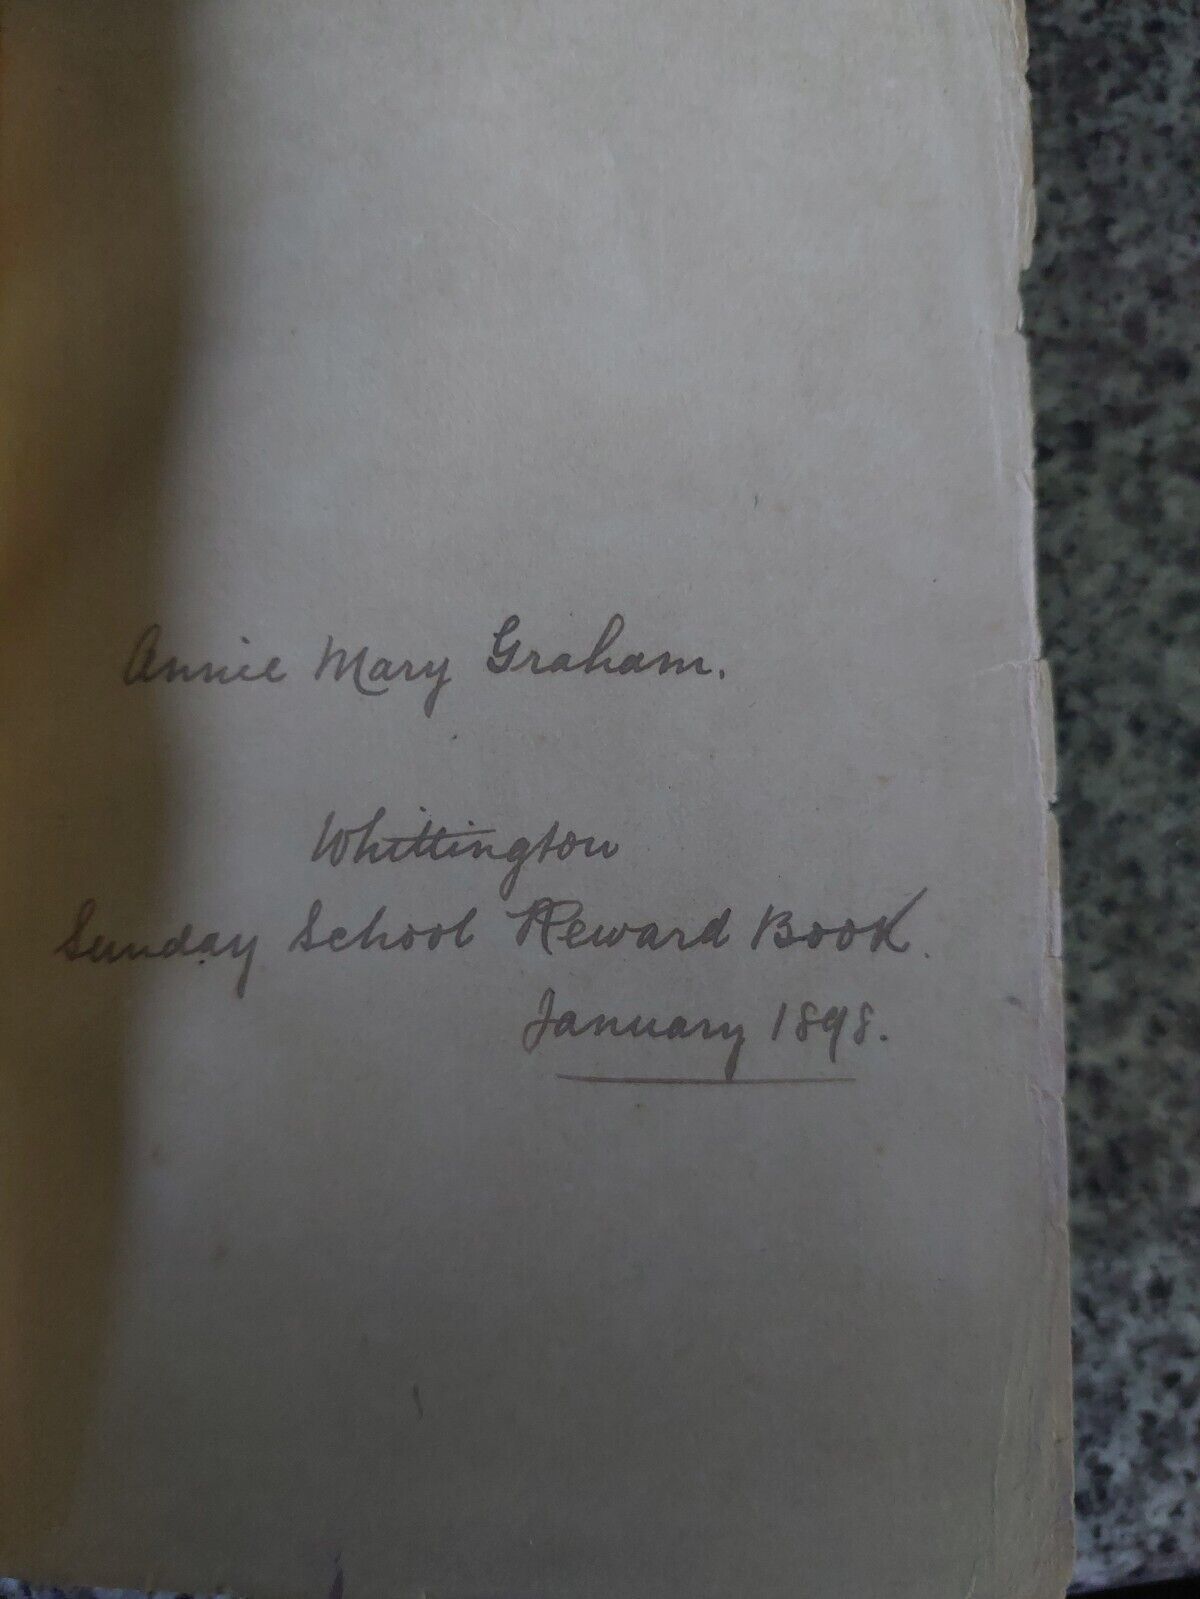 Annie Mary Graham.
Whittington
Sunday School Reward Book.
January 1898.